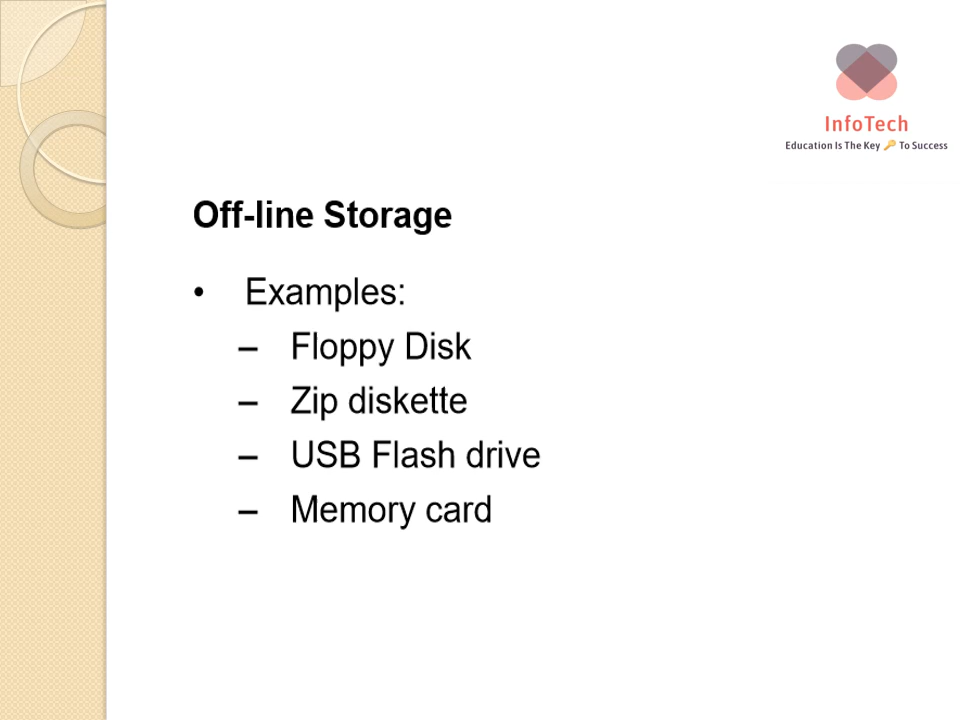 InfoTech
Education Is The Key 🔑 To Success
Off-line Storage
• Examples:
– Floppy Disk
– Zip diskette
– USB Flash drive
– Memory card